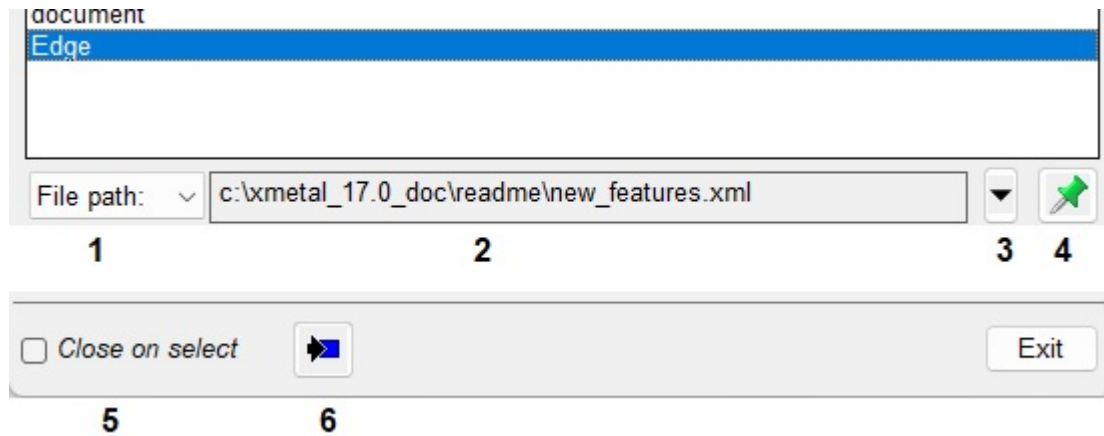 document
Edge
File path: c:\xmetal_17.0_doc\readme\new_features.xml
1 2 3 4
Close on select Exit
5 6